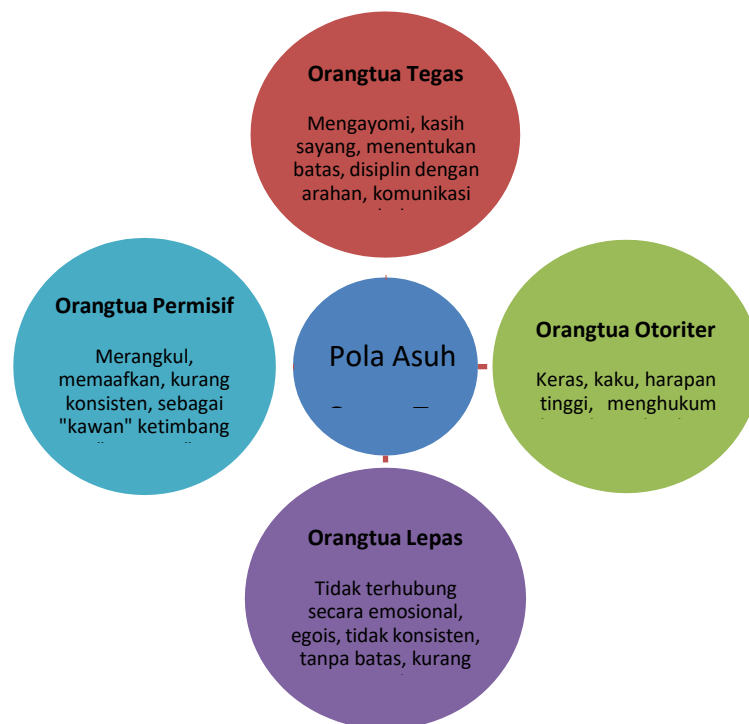 Orangtua Tegas
Mengayomi, kasih
sayang, menentukan
batas, disiplin dengan
arahan, komunikasi
Orangtua Permisif
Merangkul,
memaafkan, kurang
konsisten, sebagai
"kawan" ketimbang
Pola Asuh
Orangtua Otoriter
Keras, kaku, harapan
tinggi, menghukum
Orangtua Lepas
Tidak terhubung
secara emosional,
egois, tidak konsisten,
tanpa batas, kurang